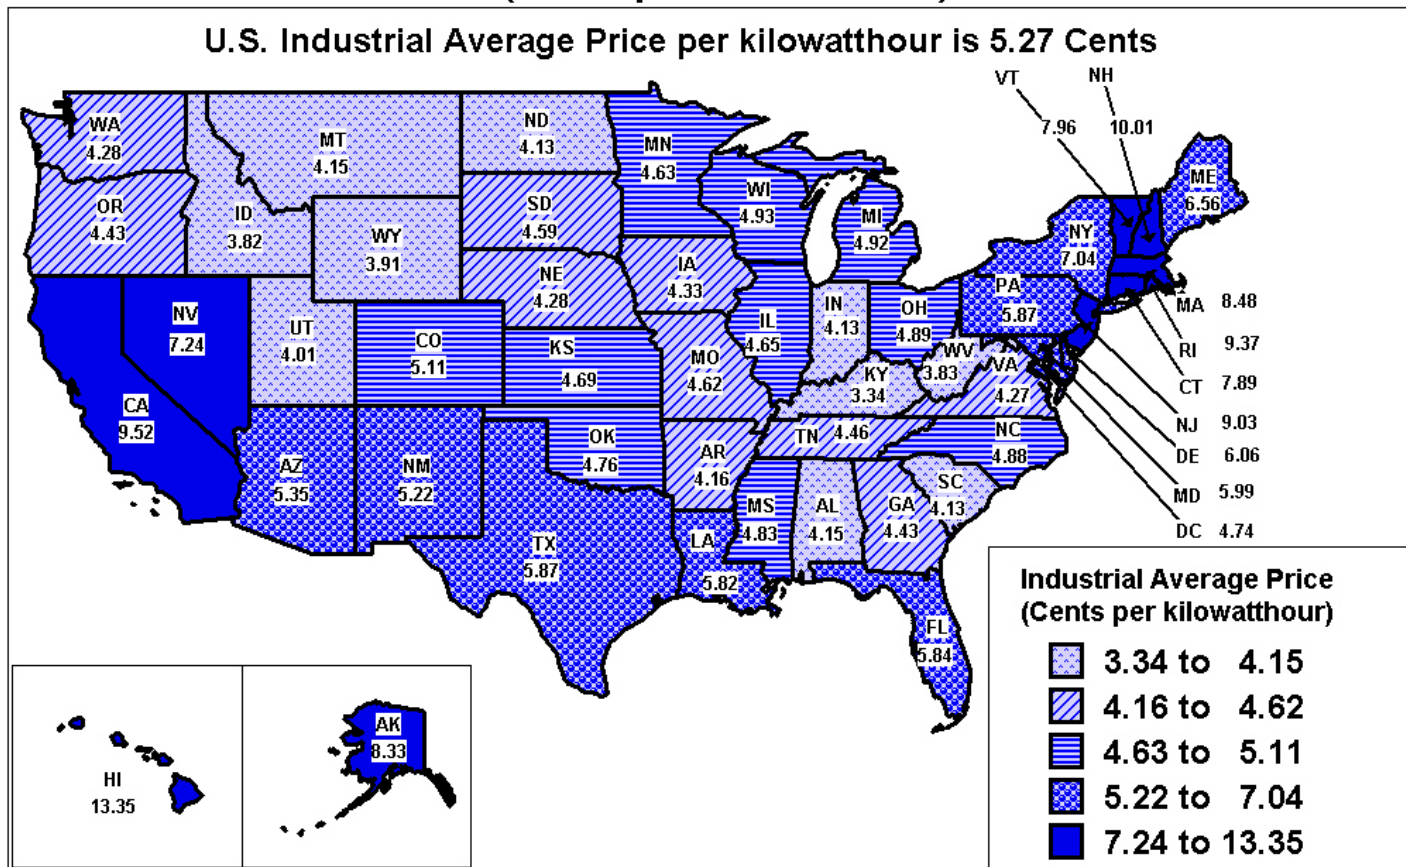 U.S. Industrial Average Price per kilowatthour is 5.27 Cents
VT
NH
7.96
10.01
WA
4.28
MT
4.15
ND
4.13
MN
4.63
OR
4.43
ID
3.82
WY
3.91
SD
4.59
WI
4.93
MI
4.92
NY
7.04
ME
6.56
NV
7.24
UT
4.01
CO
5.11
NE
4.28
IA
4.33
IL
4.65
IN
4.13
OH
4.89
PA
5.87
MA 8.48
RI 9.37
CT 7.89
NJ 9.03
DE 6.06
MD 5.99
DC 4.74
CA
9.52
KS
4.69
MO
4.62
KY
3.34
WV
3.83
VA
4.27
AZ
5.35
NM
5.22
OK
4.76
AR
4.16
TN 4.46
NC
4.88
SC
4.13
TX
5.87
LA
5.82
MS
4.83
AL
4.15
GA
4.43
FL
5.84
HI
13.35
AK
8.33
Industrial Average Price
(Cents per kilowatthour)
3.34 to 4.15
4.16 to 4.62
4.63 to 5.11
5.22 to 7.04
7.24 to 13.35